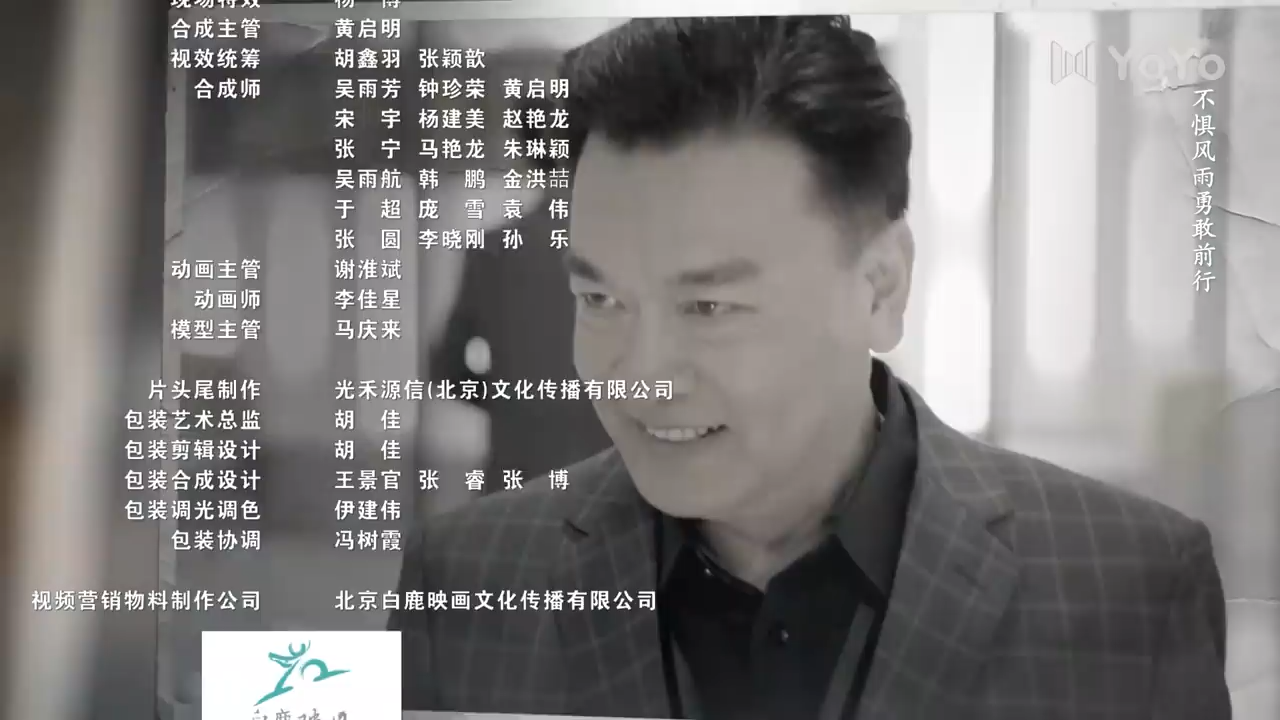 现场特效 杨 博
合成主管 黄启明
视效统筹 胡鑫羽 张颖歆
合成师 吴雨芳 钟珍荣 黄启明
宋 宇 杨建美 赵艳龙
张 宁 马艳龙 朱琳颖
吴雨航 韩 鹏 金洪喆
于 超 庞 雪 袁 伟
张 圆 李晓刚 孙 乐
动画主管 谢淮斌
动画师 李佳星
模型主管 马庆来
片头尾制作 光禾源信(北京)文化传播有限公司
包装艺术总监 胡 佳
包装剪辑设计 胡 佳
包装合成设计 王景官 张 睿 张 博
包装调光调色 伊建伟
包装协调 冯树霞
视频营销物料制作公司 北京白鹿映画文化传播有限公司
YoYo
不惧风雨勇敢前行